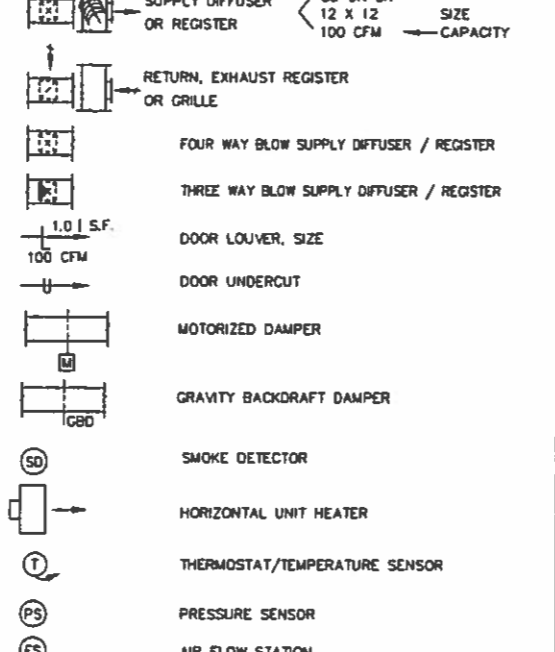 SUPPLY DIFFUSER
OR REGISTER
12 X 12 SIZE
100 CFM CAPACITY
RETURN, EXHAUST REGISTER
OR GRILLE
FOUR WAY BLOW SUPPLY DIFFUSER / REGISTER
THREE WAY BLOW SUPPLY DIFFUSER / REGISTER
1.0 S.F.
100 CFM
DOOR LOUVER, SIZE
U
DOOR UNDERCUT
MOTORIZED DAMPER
M
GRAVITY BACKDRAFT DAMPER
GBD
SD SMOKE DETECTOR
HORIZONTAL UNIT HEATER
T THERMOSTAT/TEMPERATURE SENSOR
PS PRESSURE SENSOR
FS AIR FLOW STATION